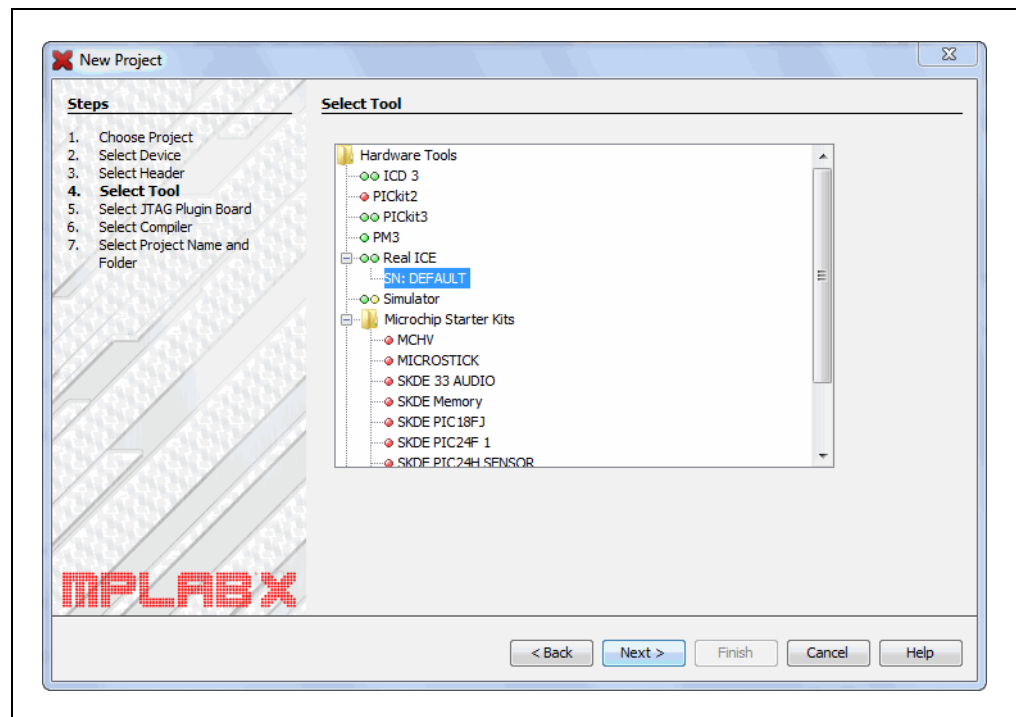 New Project
Steps
1. Choose Project
2. Select Device
3. Select Header
4. Select Tool
5. Select JTAG Plugin Board
6. Select Compiler
7. Select Project Name and
Folder
MPLAB X
Select Tool
Hardware Tools
ICD 3
PICkit2
PICkit3
PM3
Real ICE
SN: DEFAULT
Simulator
Microchip Starter Kits
MCHV
MICROSTICK
SKDE 33 AUDIO
SKDE Memory
SKDE PIC18FJ
SKDE PIC24F 1
SKDE PIC24H SENSOR
< Back
Next >
Finish
Cancel
Help